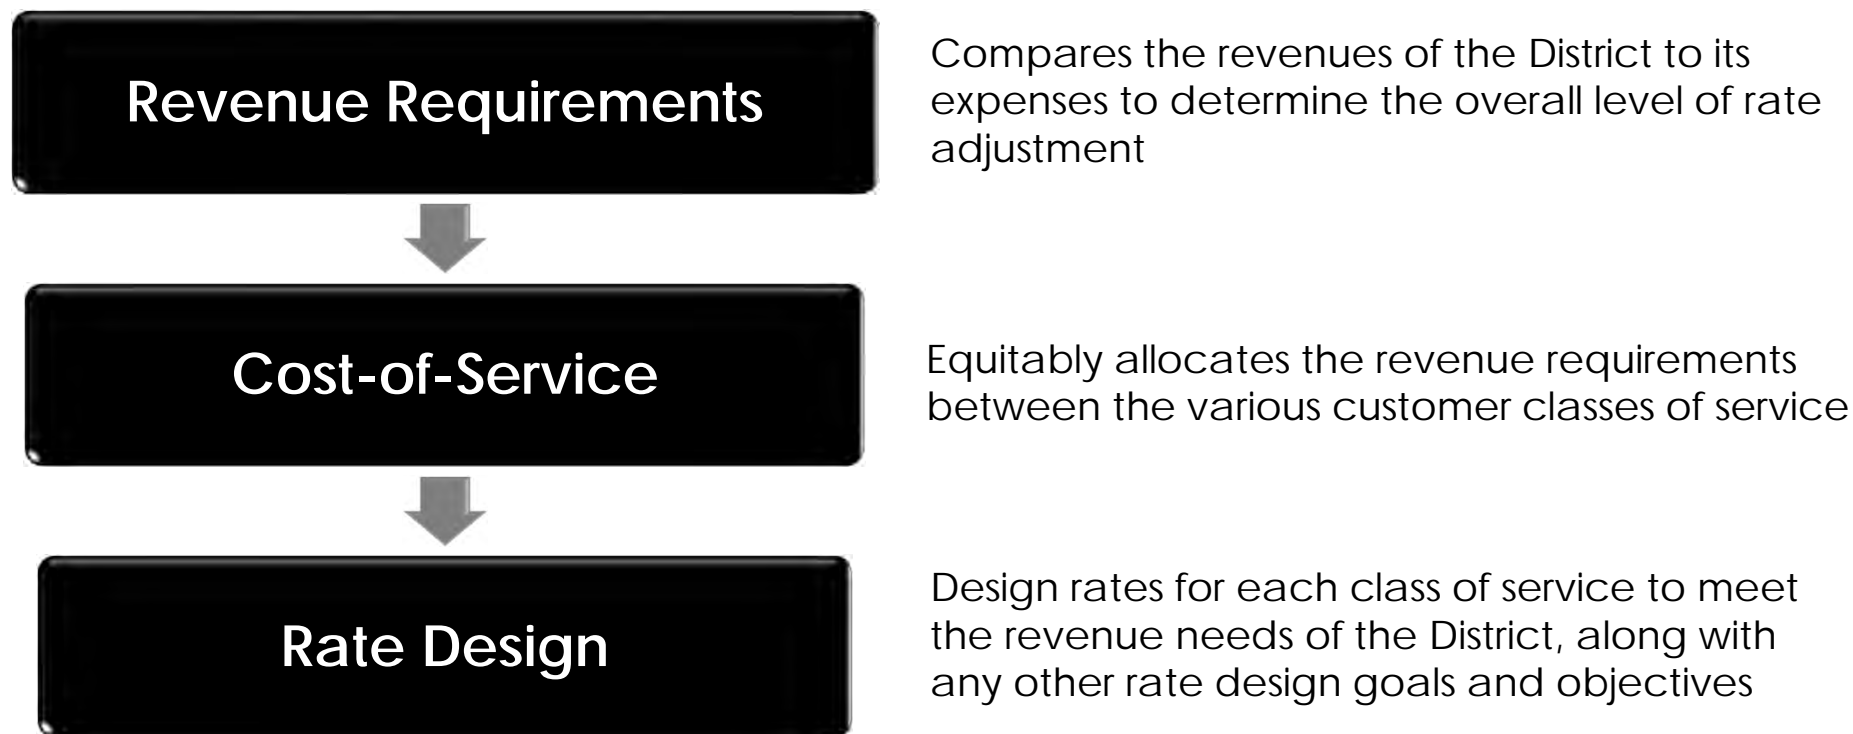 Revenue Requirements
Compares the revenues of the District to its
expenses to determine the overall level of rate
adjustment
Cost-of-Service
Equitably allocates the revenue requirements
between the various customer classes of service
Rate Design
Design rates for each class of service to meet
the revenue needs of the District, along with
any other rate design goals and objectives